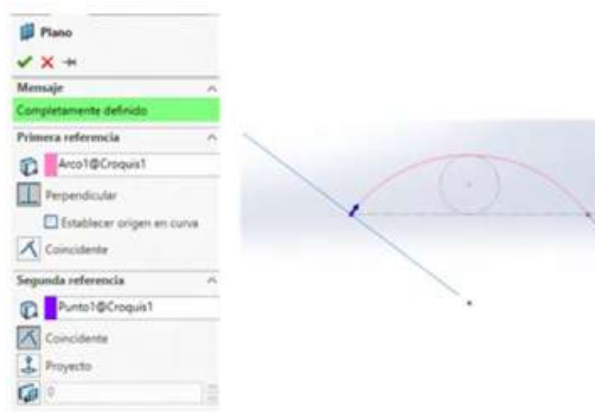 Plano
Mensaje
Completamente definido
Primera referencia
Arco1@Croquis1
Perpendicular
Establecer origen en curva
Coincidente
Segunda referencia
Punto1@Croquis1
Coincidente
Proyecto
0